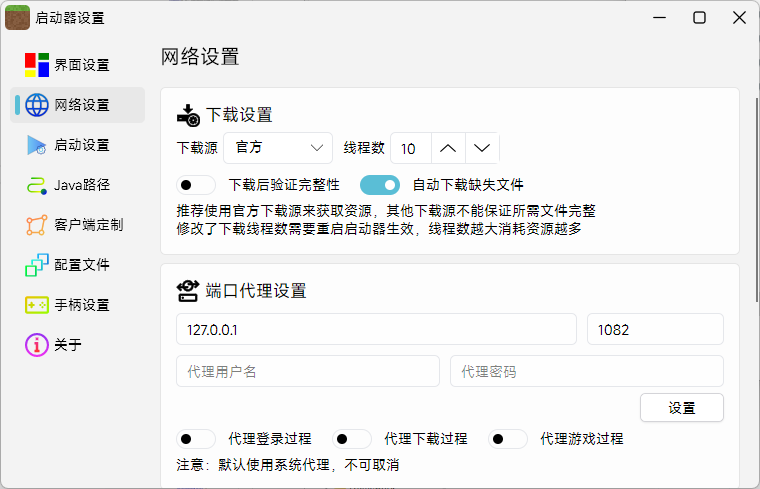 启动器设置
界面设置
网络设置
启动设置
Java路径
客户端定制
配置文件
手柄设置
关于
网络设置
下载设置
下载源 官方 线程数 10
下载后验证完整性 自动下载缺失文件
推荐使用官方下载源来获取资源，其他下载源不能保证所需文件完整
修改了下载线程数需要重启启动器生效，线程数越大消耗资源越多
端口代理设置
127.0.0.1 1082
代理用户名 代理密码
设置
代理登录过程 代理下载过程 代理游戏过程
注意：默认使用系统代理，不可取消